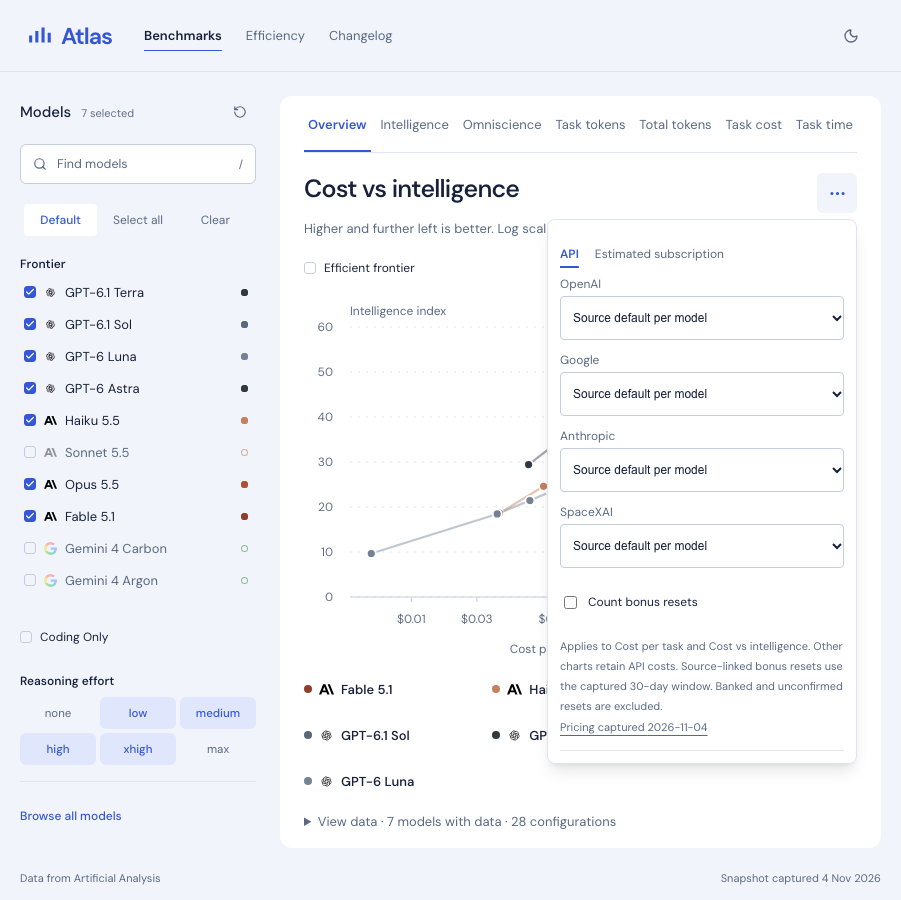 Atlas
Benchmarks
Efficiency
Changelog
Models
7 selected
Find models
/
Default
Select all
Clear
Frontier
GPT-6.1 Terra
GPT-6.1 Sol
GPT-6 Luna
GPT-6 Astra
Haiku 5.5
Sonnet 5.5
Opus 5.5
Fable 5.1
Gemini 4 Carbon
Gemini 4 Argon
Coding Only
Reasoning effort
none
low
medium
high
xhigh
max
Browse all models
Overview
Intelligence
Omniscience
Task tokens
Total tokens
Task cost
Task time
Cost vs intelligence
Higher and further left is better. Log scal
Efficient frontier
Intelligence index
60
50
40
30
20
10
0
$0.01
$0.03
Cost p
API
Estimated subscription
OpenAI
Source default per model
Google
Source default per model
Anthropic
Source default per model
SpaceXAI
Source default per model
Count bonus resets
Applies to Cost per task and Cost vs intelligence. Other
charts retain API costs. Source-linked bonus resets use
the captured 30-day window. Banked and unconfirmed
resets are excluded.
Pricing captured 2026-11-04
Fable 5.1
Hai
GPT-6.1 Sol
GP
GPT-6 Luna
View data · 7 models with data · 28 configurations
Data from Artificial Analysis
Snapshot captured 4 Nov 2026